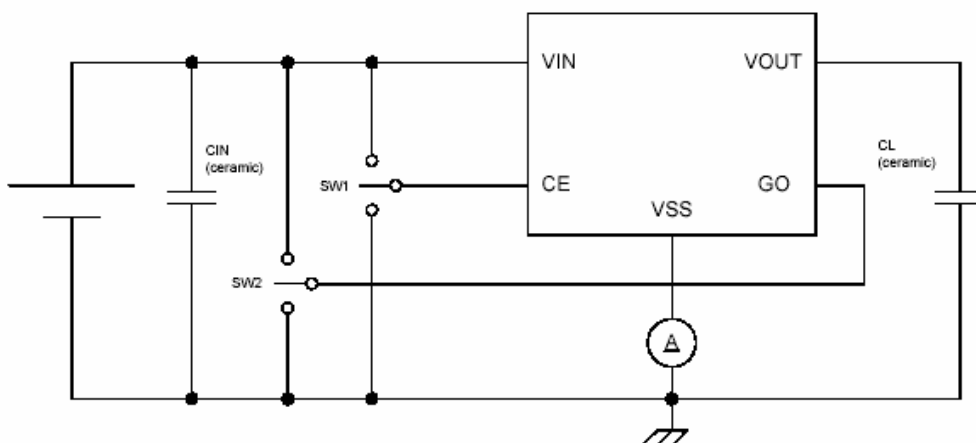 VIN
VOUT
CIN
(ceramic)
CL
(ceramic)
SW1
CE
GO
VSS
SW2
A